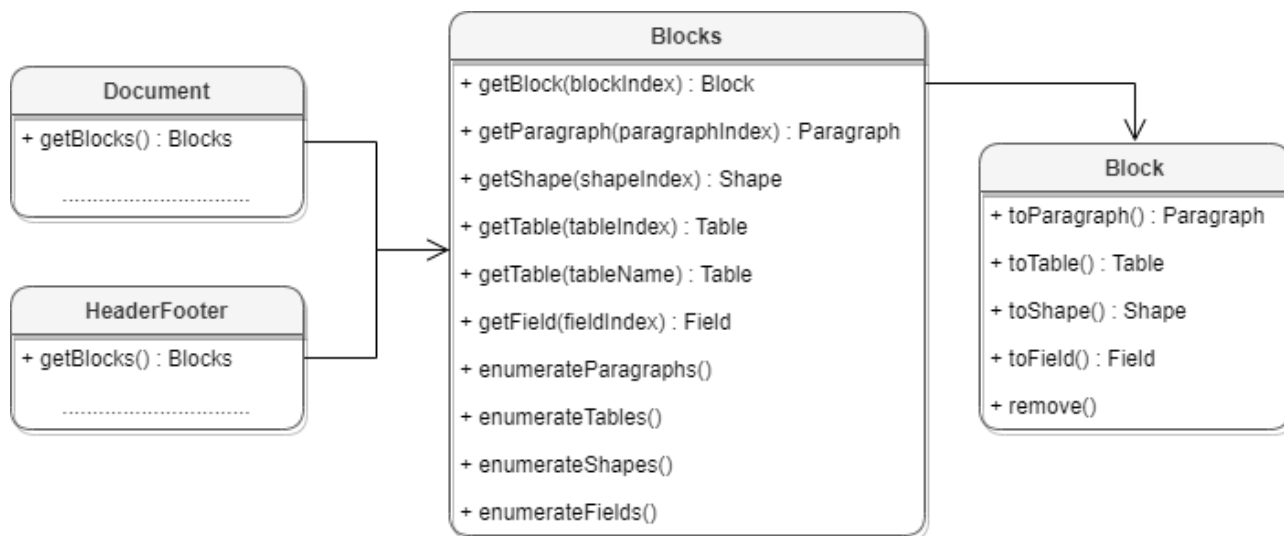 Document
+ getBlocks() : Blocks
HeaderFooter
+ getBlocks() : Blocks
Blocks
+ getBlock(blockIndex) : Block
+ getParagraph(paragraphIndex) : Paragraph
+ getShape(shapeIndex) : Shape
+ getTable(tableIndex) : Table
+ getTable(tableName) : Table
+ getField(fieldIndex) : Field
+ enumerateParagraphs()
+ enumerateTables()
+ enumerateShapes()
+ enumerateFields()
Block
+ toParagraph() : Paragraph
+ toTable() : Table
+ toShape() : Shape
+ toField() : Field
+ remove()